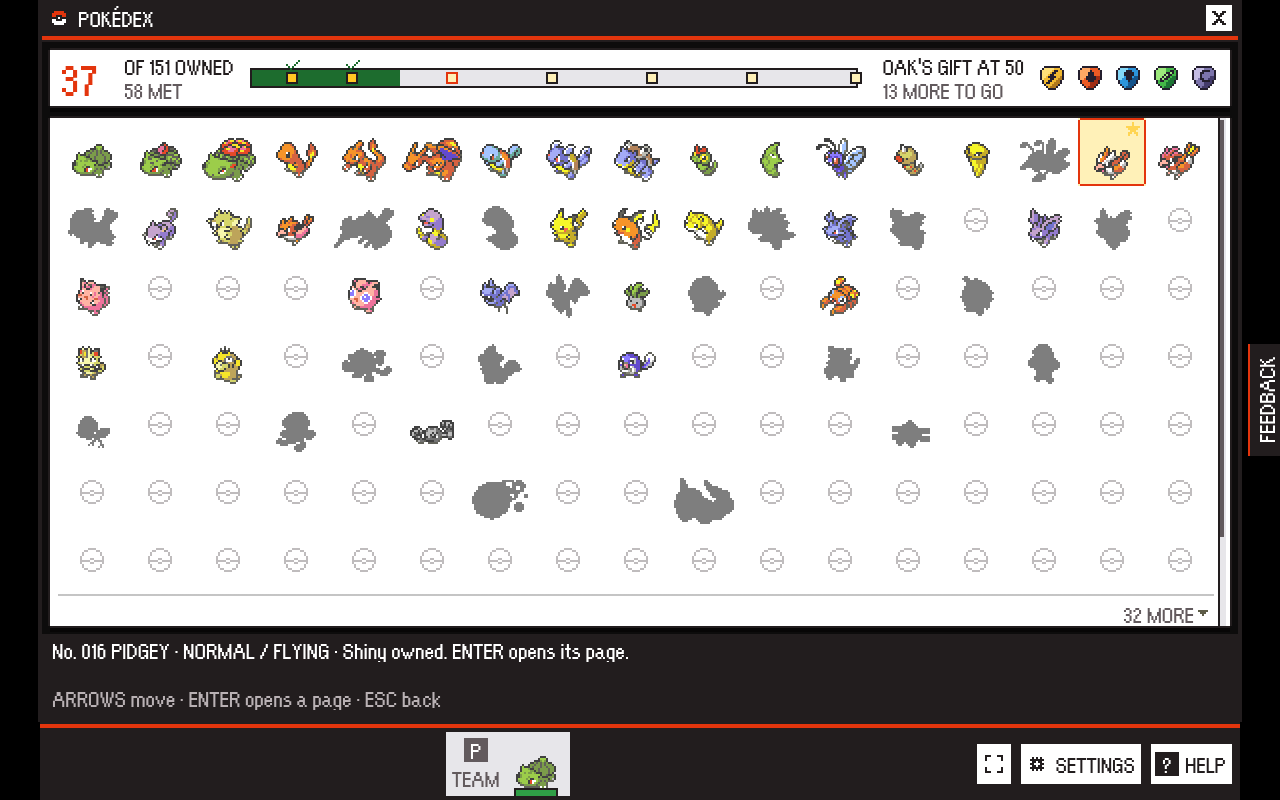 POKÉDEX
X
37
OF 151 OWNED
58 MET
OAK'S GIFT AT 50
13 MORE TO GO
32 MORE
No. 016 PIDGEY · NORMAL / FLYING · Shiny owned. ENTER opens its page.
ARROWS move · ENTER opens a page · ESC back
FEEDBACK
P
TEAM
SETTINGS
? HELP